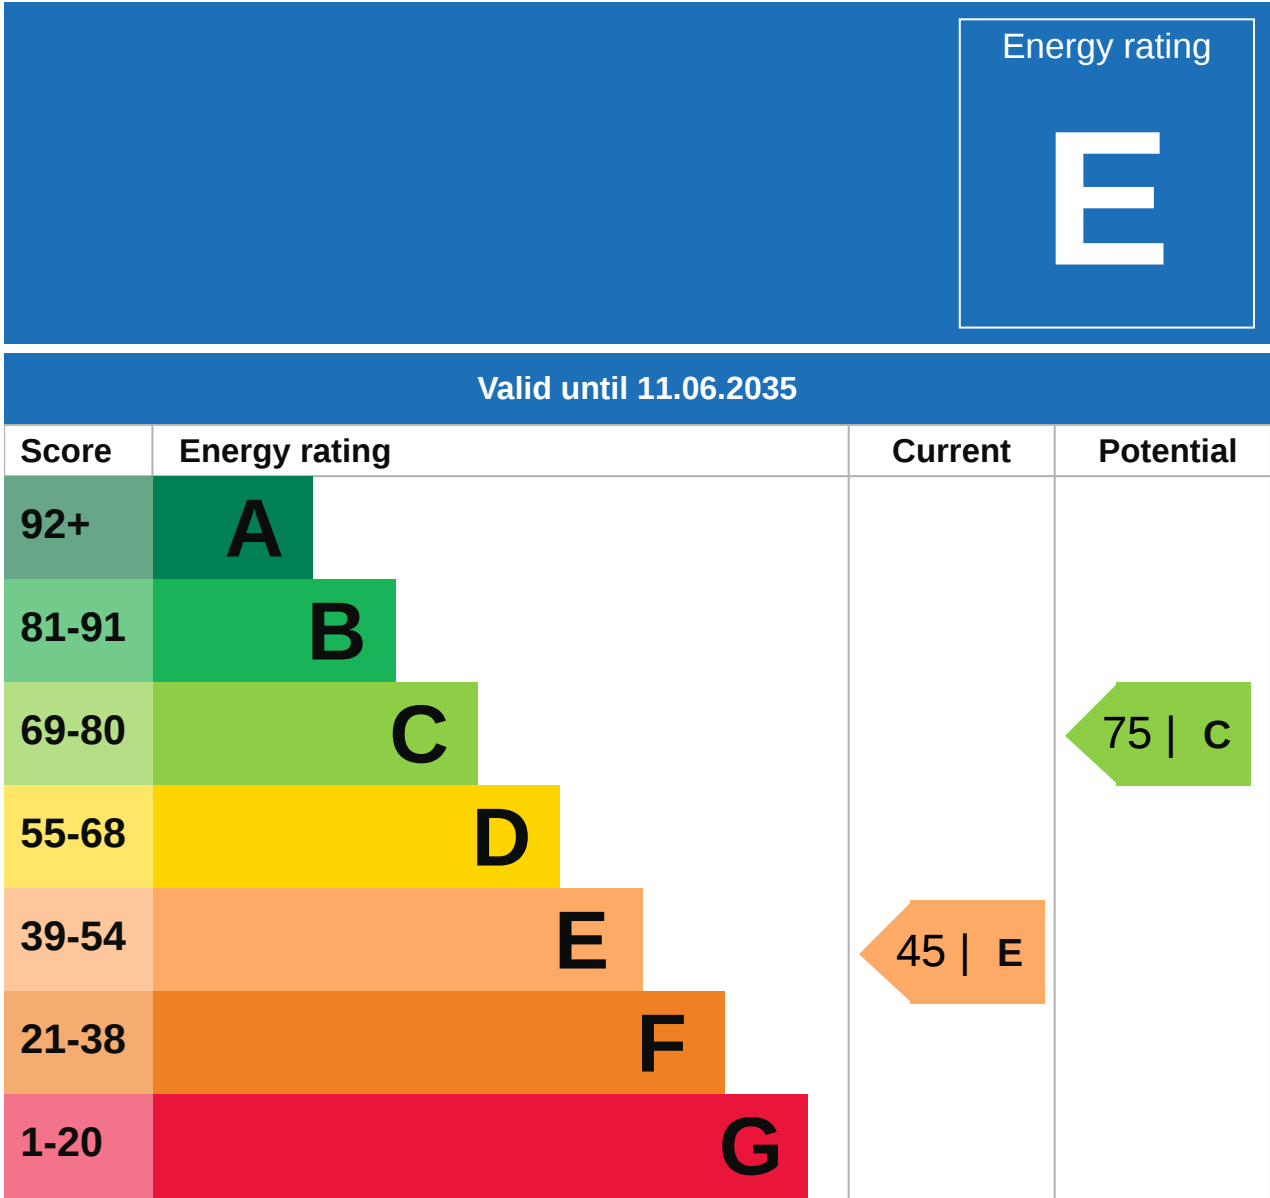 Energy rating
E
Valid until 11.06.2035
Score Energy rating Current Potential
92+ A
81-91 B
69-80 C 75 | C
55-68 D
39-54 E 45 | E
21-38 F
1-20 G